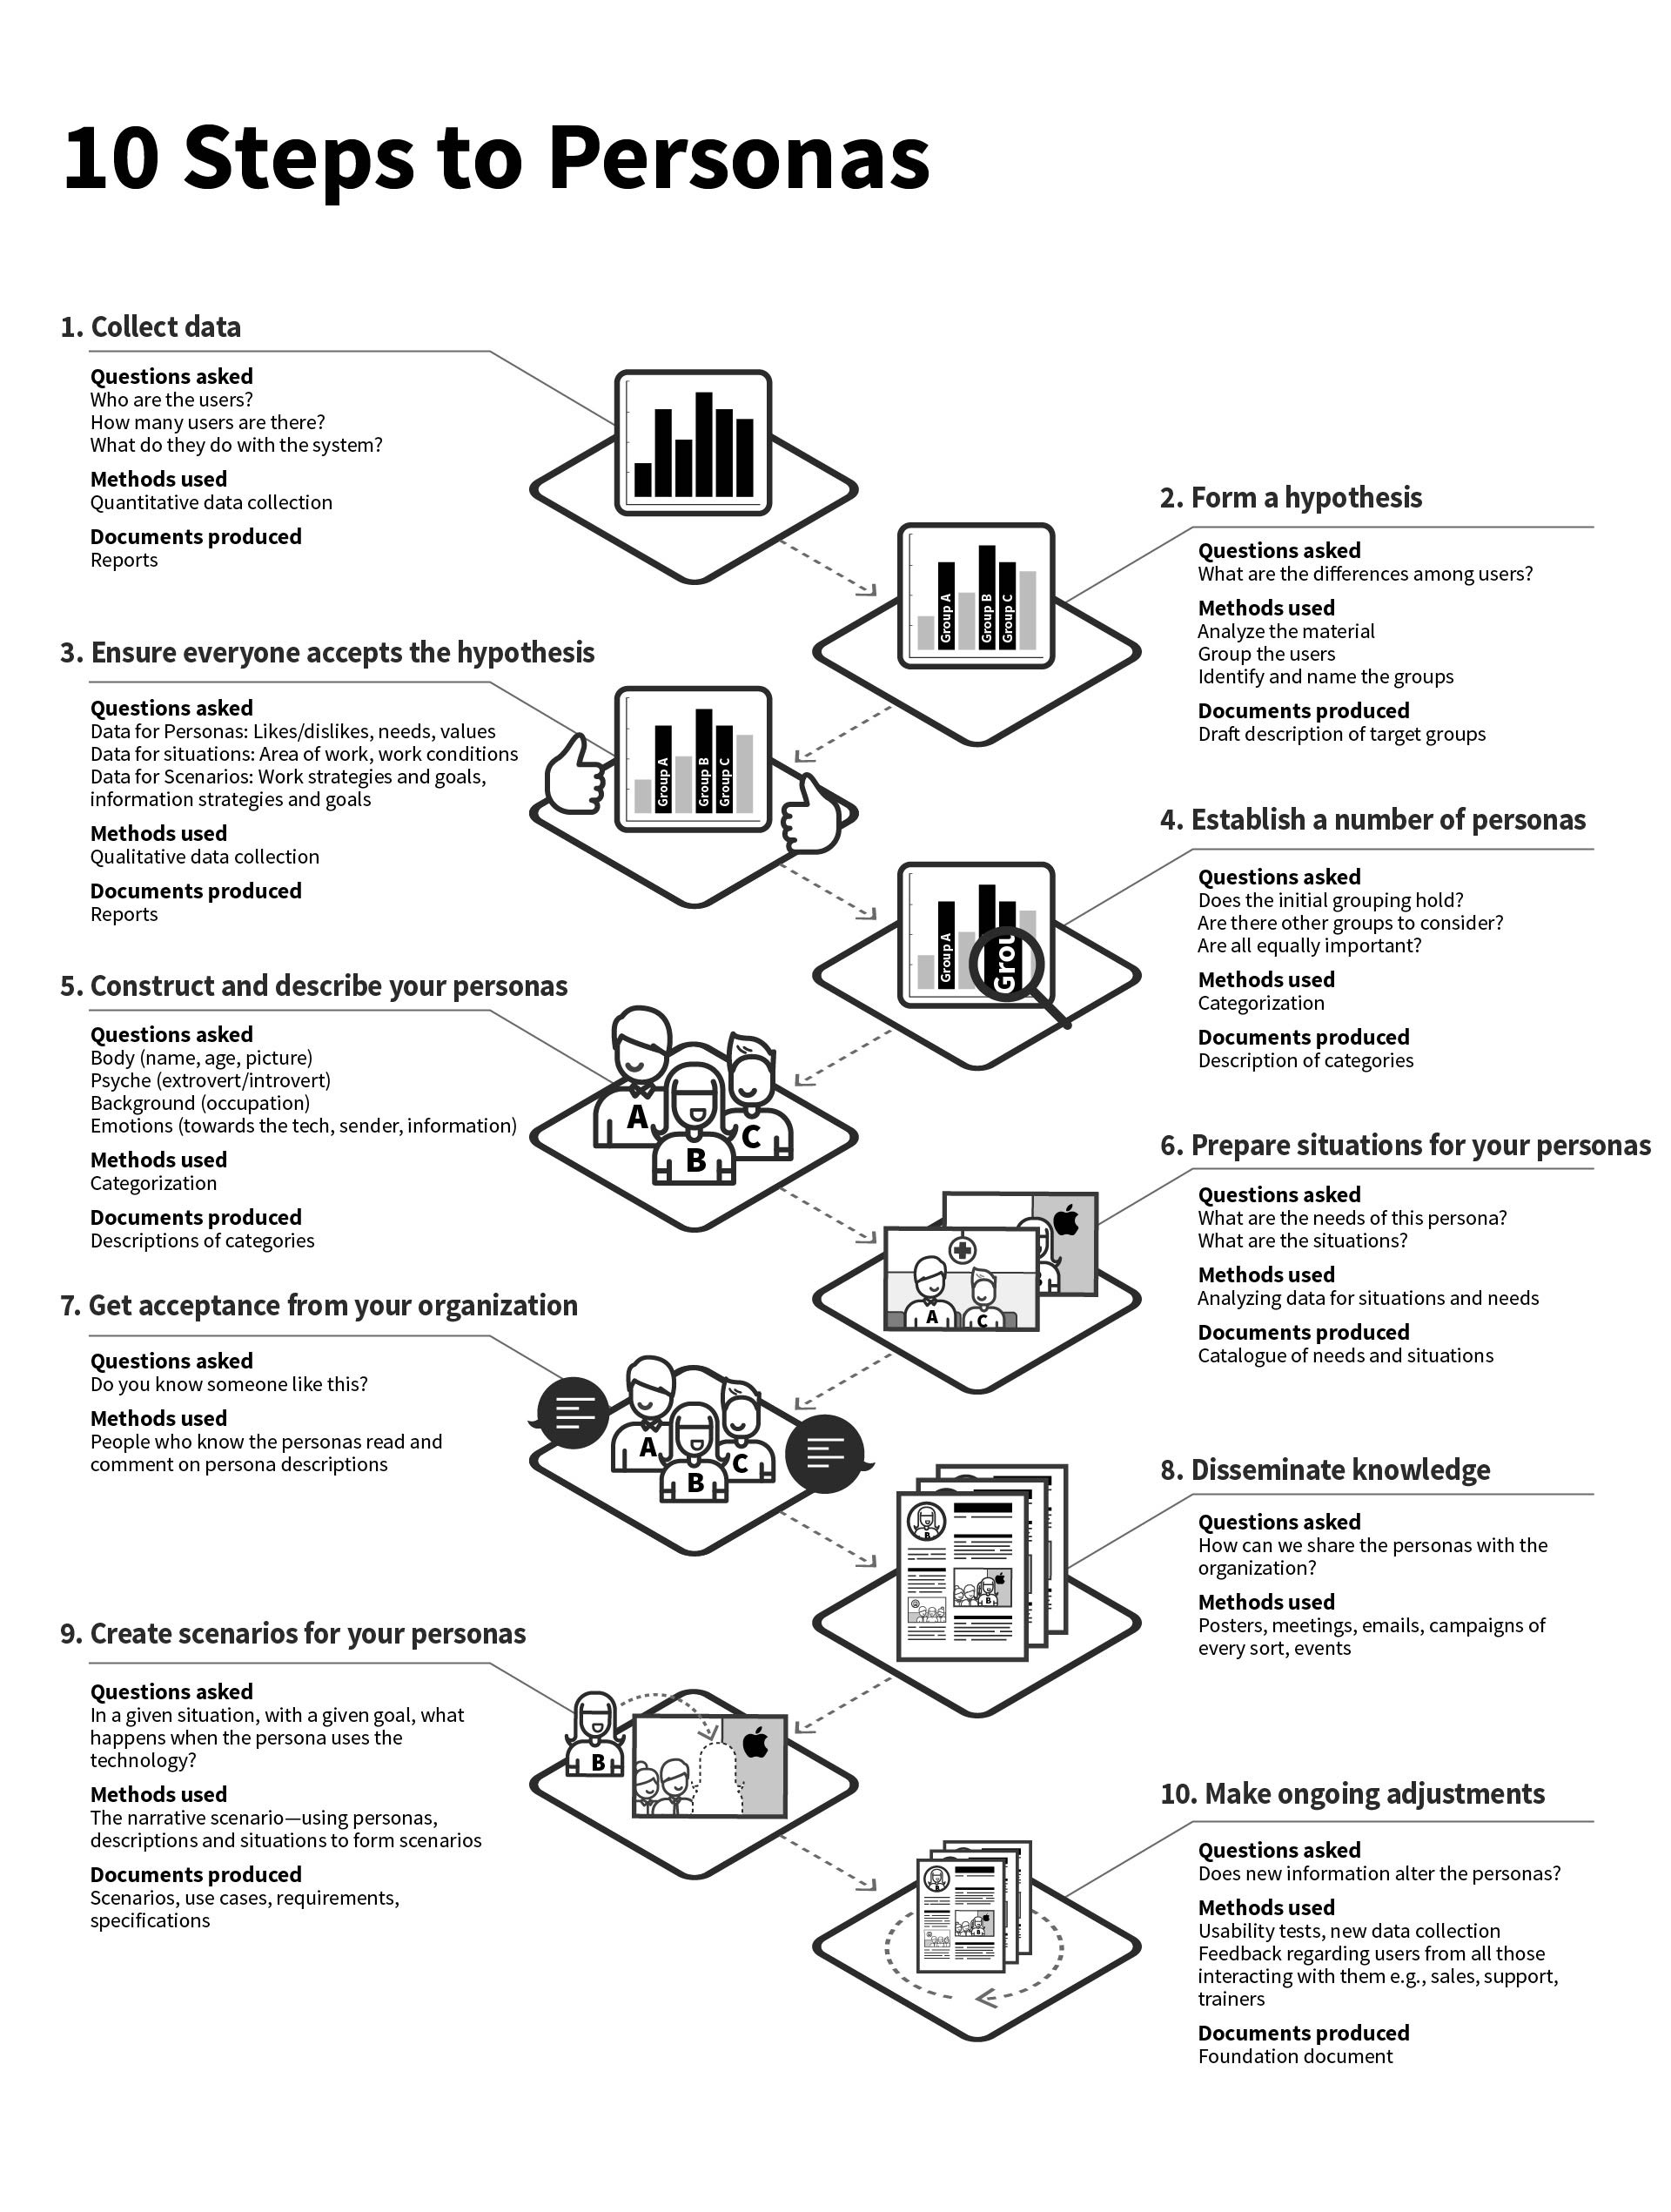 10 Steps to Personas
1. Collect data
Questions asked
Who are the users?
How many users are there?
What do they do with the system?
Methods used
Quantitative data collection
Documents produced
Reports
2. Form a hypothesis
Questions asked
What are the differences among users?
Methods used
Analyze the material
Group the users
Identify and name the groups
Documents produced
Draft description of target groups
Group A
Group B
Group C
3. Ensure everyone accepts the hypothesis
Questions asked
Data for Personas: Likes/dislikes, needs, values
Data for situations: Area of work, work conditions
Data for Scenarios: Work strategies and goals,
information strategies and goals
Methods used
Qualitative data collection
Documents produced
Reports
Group A
Group B
Group C
4. Establish a number of personas
Questions asked
Does the initial grouping hold?
Are there other groups to consider?
Are all equally important?
Methods used
Categorization
Documents produced
Description of categories
Group A
Grou
5. Construct and describe your personas
Questions asked
Body (name, age, picture)
Psyche (extrovert/introvert)
Background (occupation)
Emotions (towards the tech, sender, information)
Methods used
Categorization
Documents produced
Descriptions of categories
A
B
C
6. Prepare situations for your personas
Questions asked
What are the needs of this persona?
What are the situations?
Methods used
Analyzing data for situations and needs
Documents produced
Catalogue of needs and situations
A
C
B
7. Get acceptance from your organization
Questions asked
Do you know someone like this?
Methods used
People who know the personas read and
comment on persona descriptions
A
B
C
8. Disseminate knowledge
Questions asked
How can we share the personas with the
organization?
Methods used
Posters, meetings, emails, campaigns of
every sort, events
B
B
9. Create scenarios for your personas
Questions asked
In a given situation, with a given goal, what
happens when the persona uses the
technology?
Methods used
The narrative scenario—using personas,
descriptions and situations to form scenarios
Documents produced
Scenarios, use cases, requirements,
specifications
B
10. Make ongoing adjustments
Questions asked
Does new information alter the personas?
Methods used
Usability tests, new data collection
Feedback regarding users from all those
interacting with them e.g., sales, support,
trainers
Documents produced
Foundation document